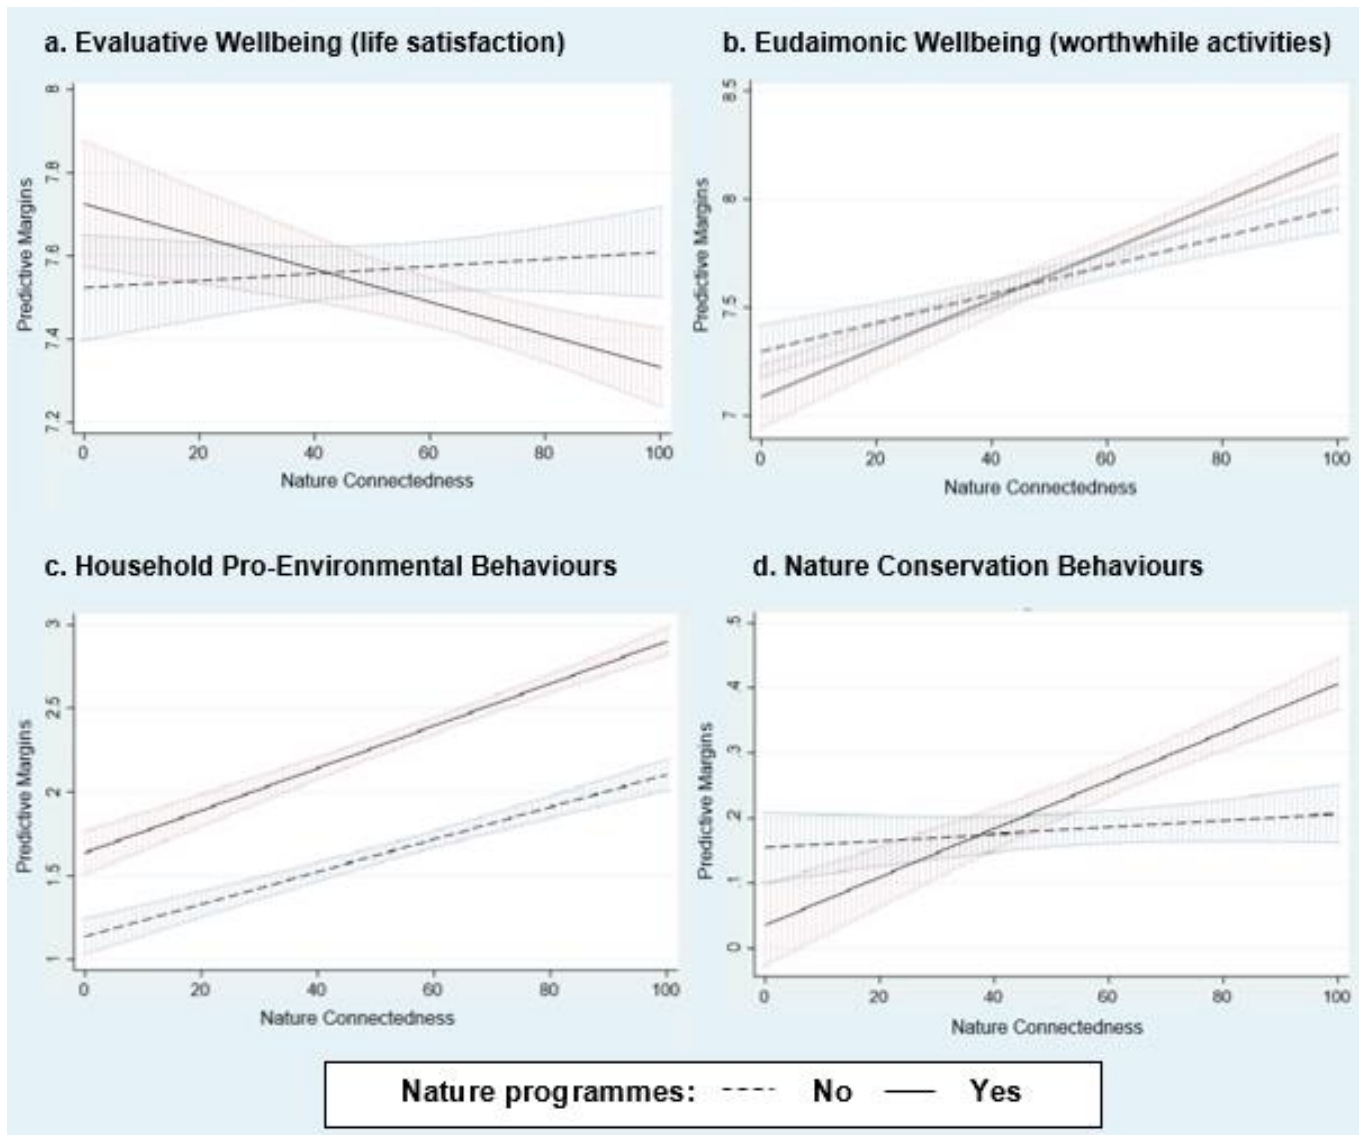 a. Evaluative Wellbeing (life satisfaction)
8
7.8
7.6
7.4
7.2
Predictive Margins
0 20 40 60 80 100
Nature Connectedness
b. Eudaimonic Wellbeing (worthwhile activities)
8.5
8
7.5
7
Predictive Margins
0 20 40 60 80 100
Nature Connectedness
c. Household Pro-Environmental Behaviours
3
2.5
2
1.5
1
Predictive Margins
0 20 40 60 80 100
Nature Connectedness
d. Nature Conservation Behaviours
.5
.4
.3
.2
.1
0
Predictive Margins
0 20 40 60 80 100
Nature Connectedness
Nature programmes: No Yes